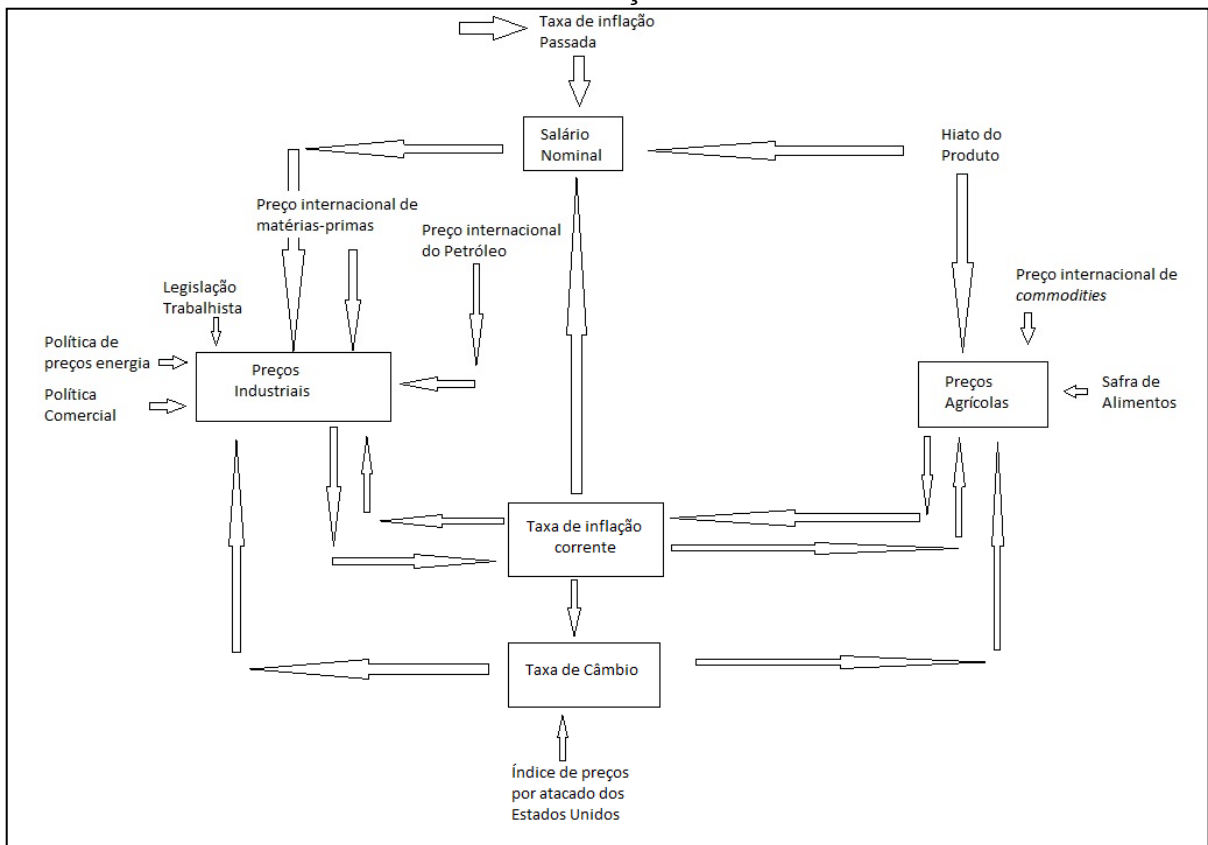 Taxa de inflação
Passada
Salário
Nominal
Hiato do
Produto
Preço internacional de
matérias-primas
Preço internacional
do Petróleo
Preço internacional de
commodities
Legislação
Trabalhista
Política de
preços energia
Política
Comercial
Preços
Industriais
Preços
Agrícolas
Safra de
Alimentos
Taxa de inflação
corrente
Taxa de Câmbio
Índice de preços
por atacado dos
Estados Unidos